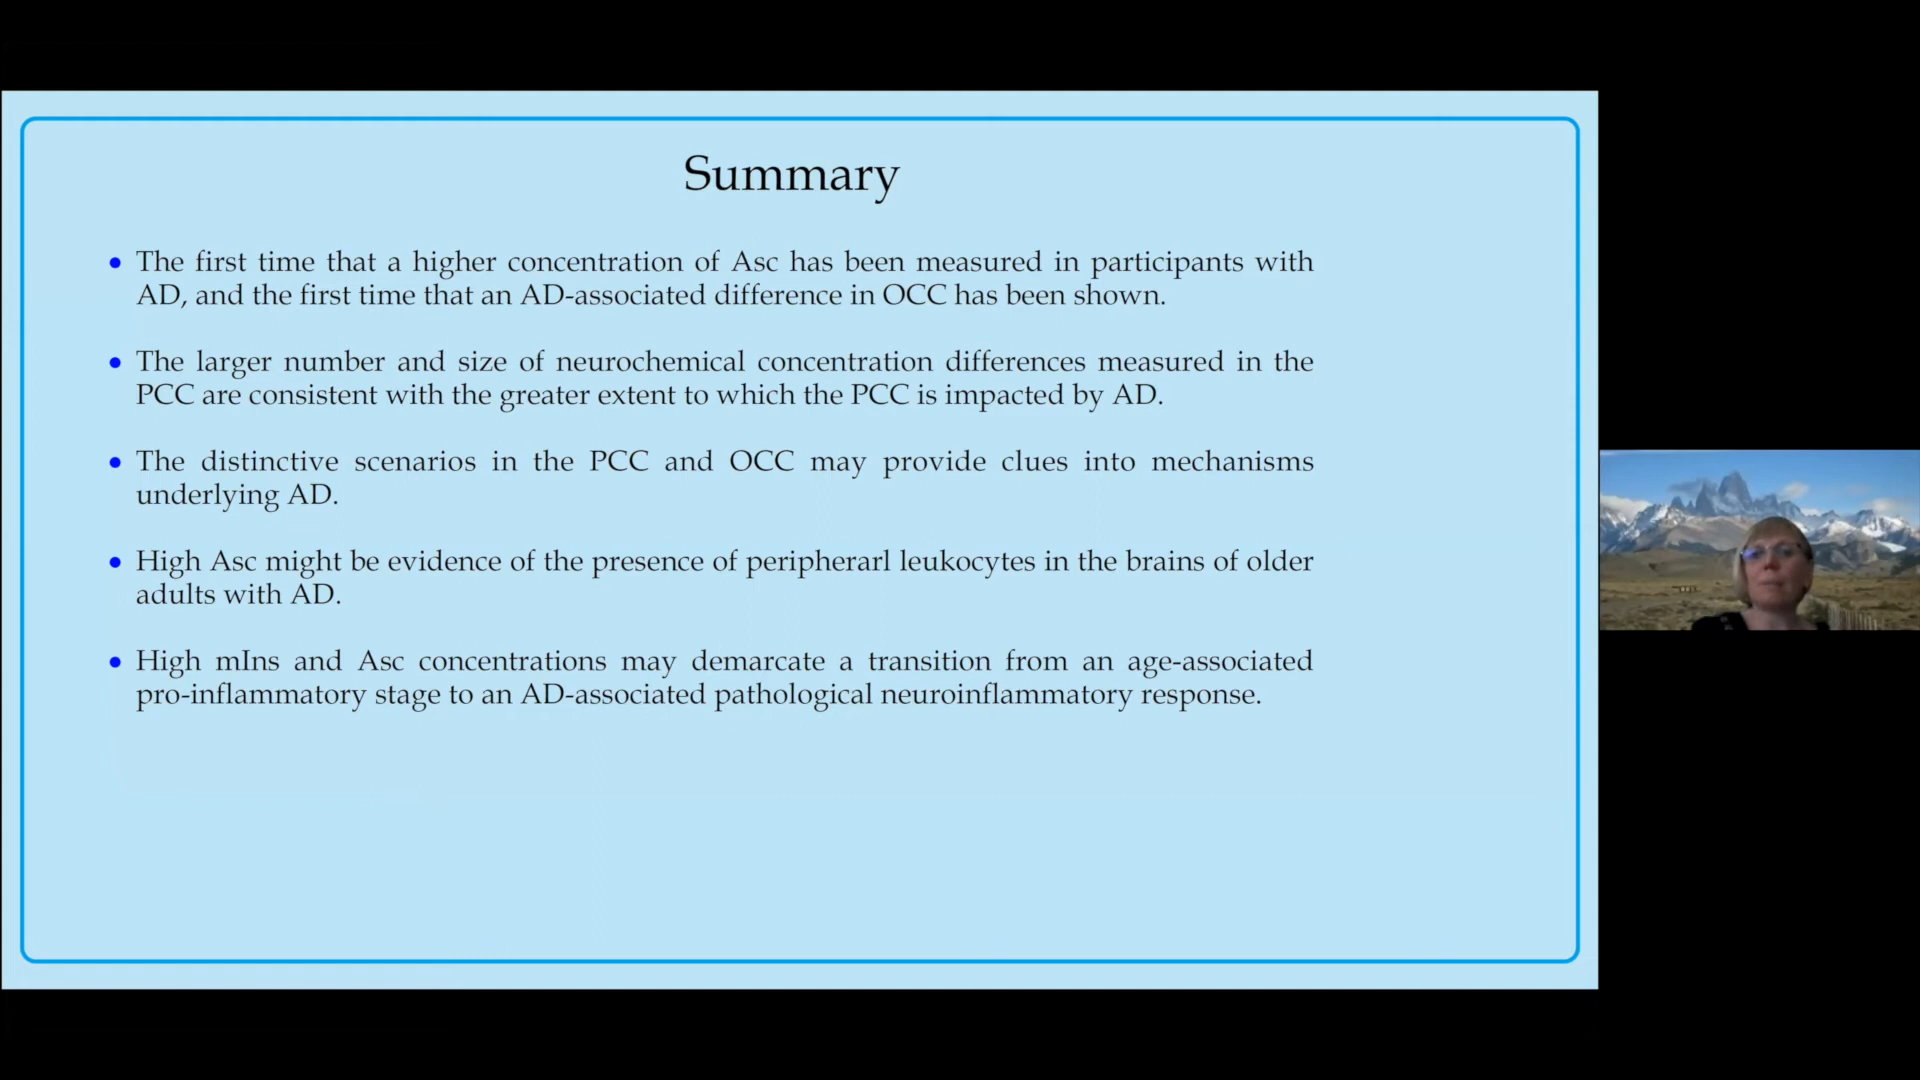 Summary
• The first time that a higher concentration of Asc has been measured in participants with
AD, and the first time that an AD-associated difference in OCC has been shown.
• The larger number and size of neurochemical concentration differences measured in the
PCC are consistent with the greater extent to which the PCC is impacted by AD.
• The distinctive scenarios in the PCC and OCC may provide clues into mechanisms
underlying AD.
• High Asc might be evidence of the presence of peripherarl leukocytes in the brains of older
adults with AD.
• High mIns and Asc concentrations may demarcate a transition from an age-associated
pro-inflammatory stage to an AD-associated pathological neuroinflammatory response.